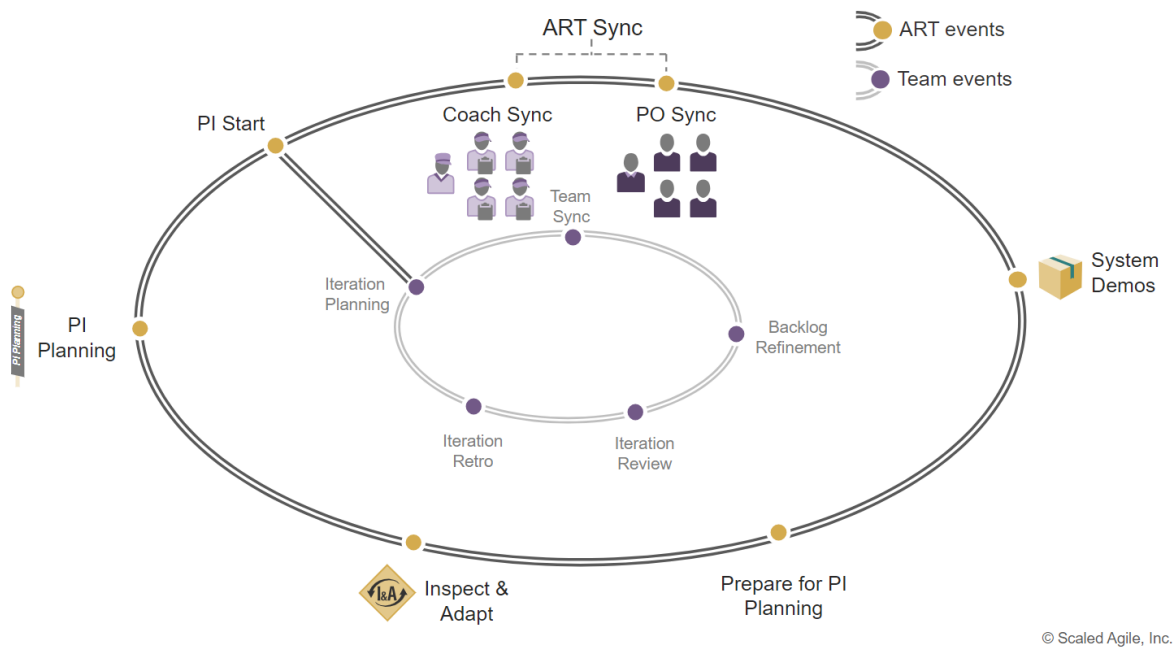 ART Sync
ART events
Team events
PI Start
Coach Sync
PO Sync
Team
Sync
System
Demos
Iteration
Planning
PI Planning
PI
Planning
Backlog
Refinement
Iteration
Retro
Iteration
Review
I&A
Inspect &
Adapt
Prepare for PI
Planning
© Scaled Agile, Inc.